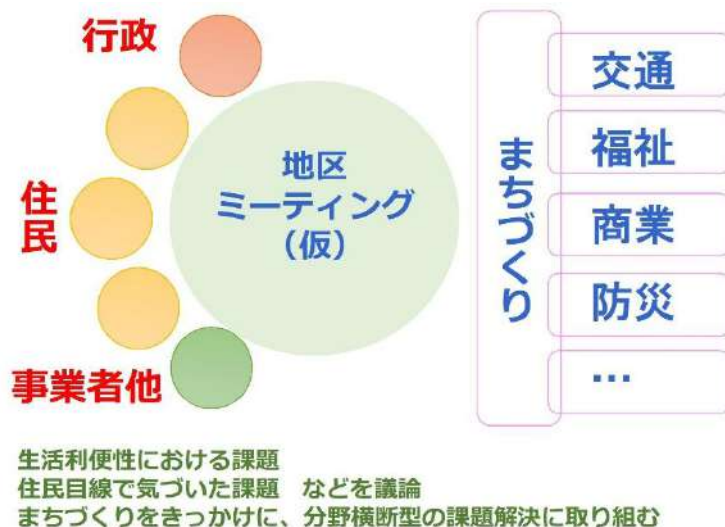 行政
住民
事業者他
地区
ミーティング
（仮）
まちづくり
交通
福祉
商業
防災
…
生活利便性における課題
住民目線で気づいた課題　などを議論
まちづくりをきっかけに、分野横断型の課題解決に取り組む